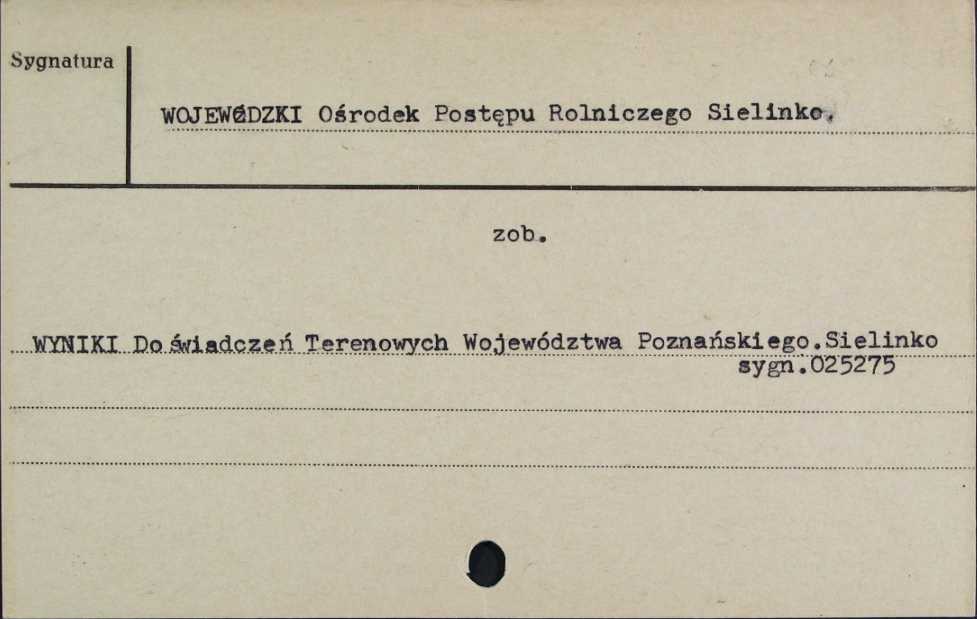 Sygnatura
WOJEWÓDZKI Ośrodek Postępu Rolniczego Sielinko.
zob.
WYNIKI Doświadczeń Terenowych Województwa Poznańskiego.Sielinko
sygn.025275